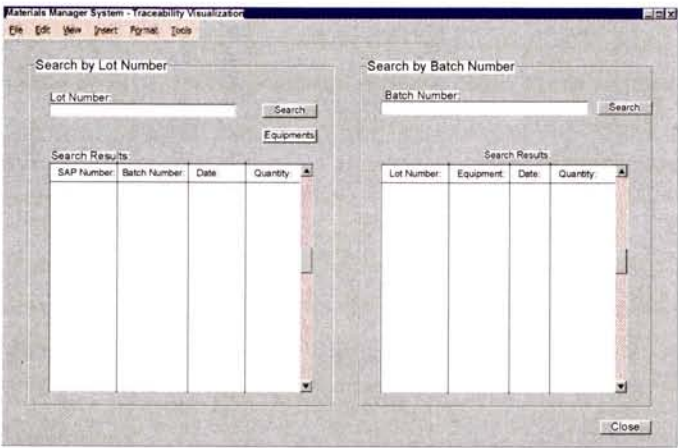 Materials Manager System - Traceability Visualization
File Edit View Insert Format Tools
Search by Lot Number
Lot Number:
Search
Equipments
Search Results:
SAP Number: Batch Number: Date Quantity:
Search by Batch Number
Batch Number:
Search
Search Results
Lot Number: Equipment: Date: Quantity:
Close